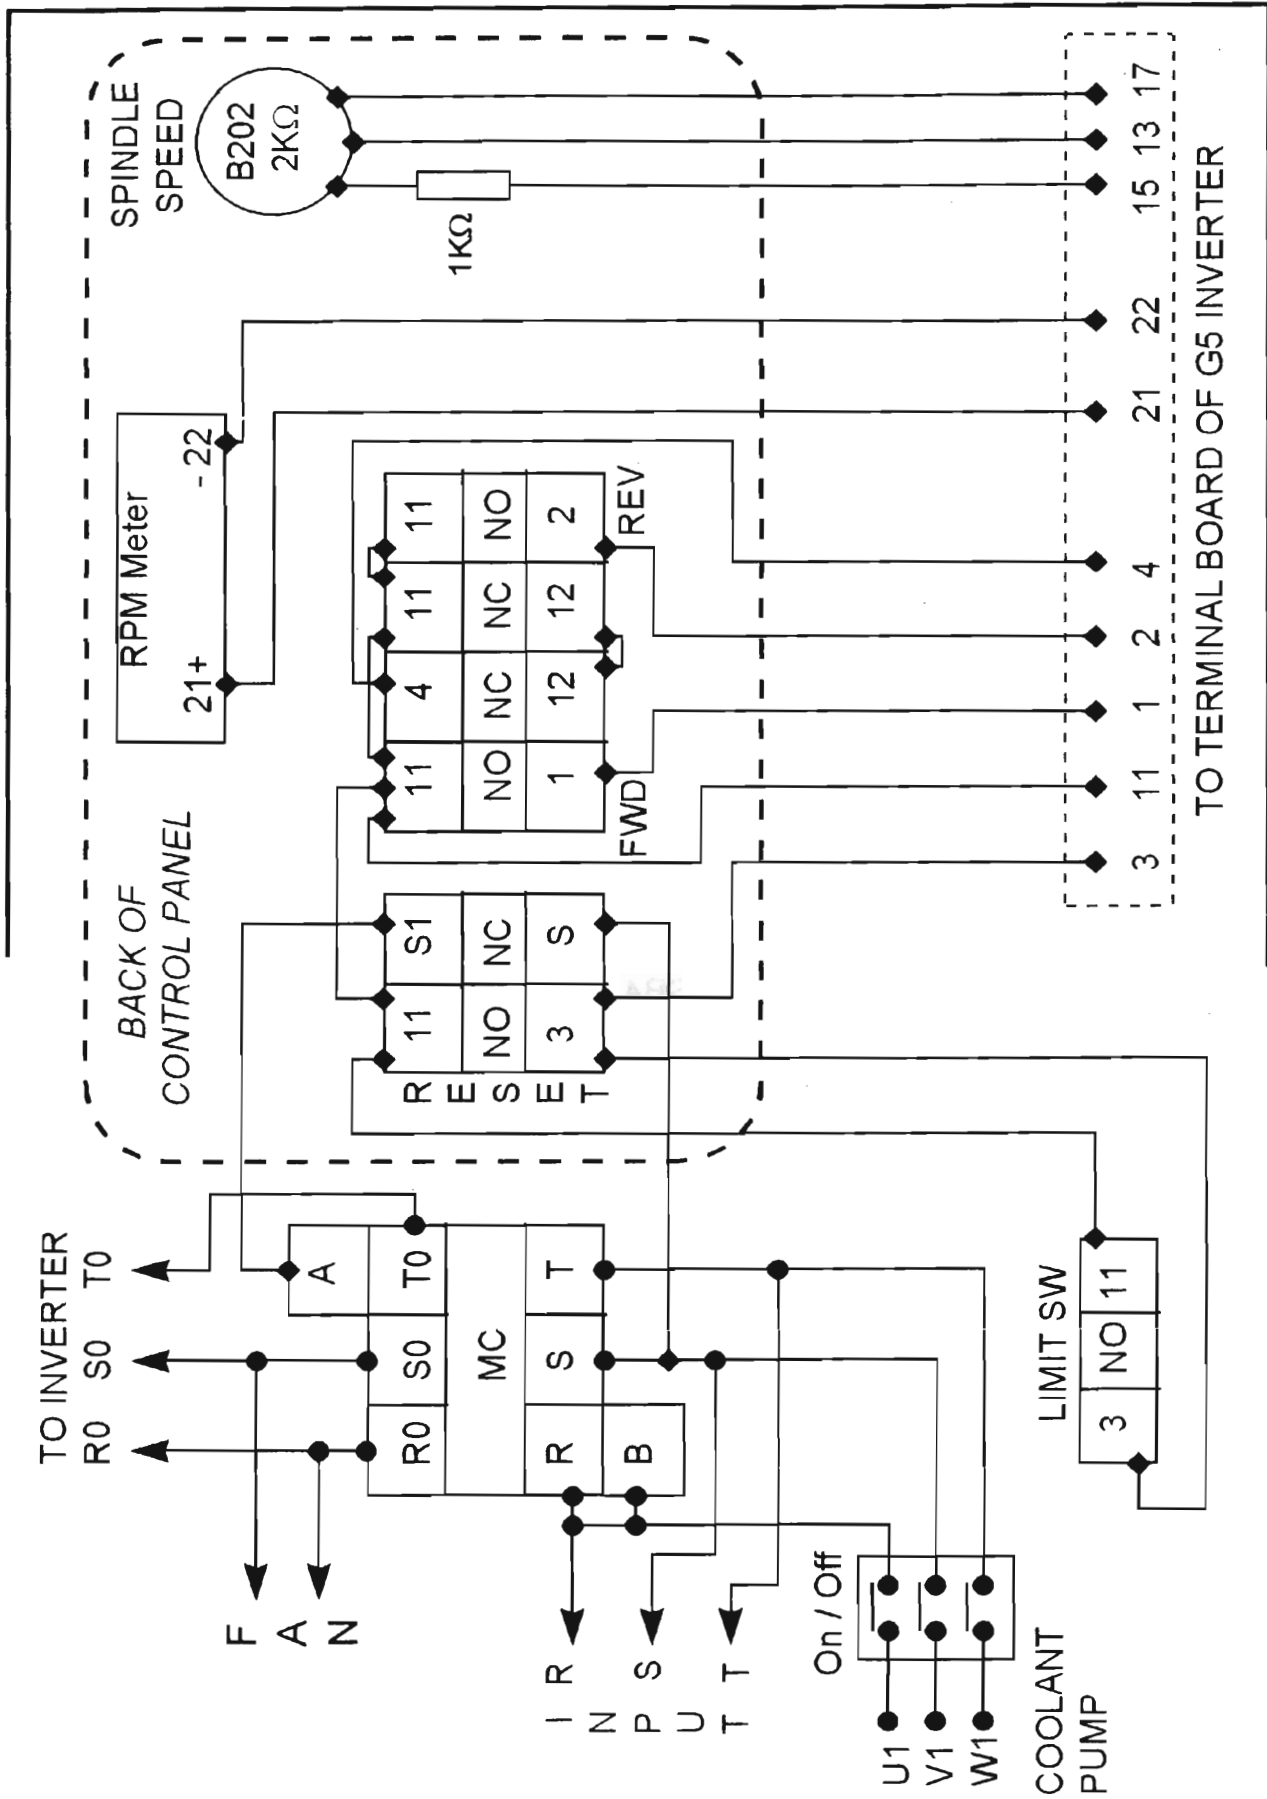 TO INVERTER
R0 S0 T0
F
A
N
A
R0 S0 T0
MC
R S T
B
I
N
P
U
T
R
S
T
On / Off
U1
V1
W1
COOLANT
PUMP
LIMIT SW
3 NO 11
BACK OF
CONTROL PANEL
R
E
S
E
T
11 S1
NO NC
3 S
RPM Meter
21+ - 22
11 4 11 11
NO NC NC NO
1 12 12 2
FWD REV
SPINDLE
SPEED
B202
2KΩ
1KΩ
3 11 1 2 4 21 22 15 13 17
TO TERMINAL BOARD OF G5 INVERTER